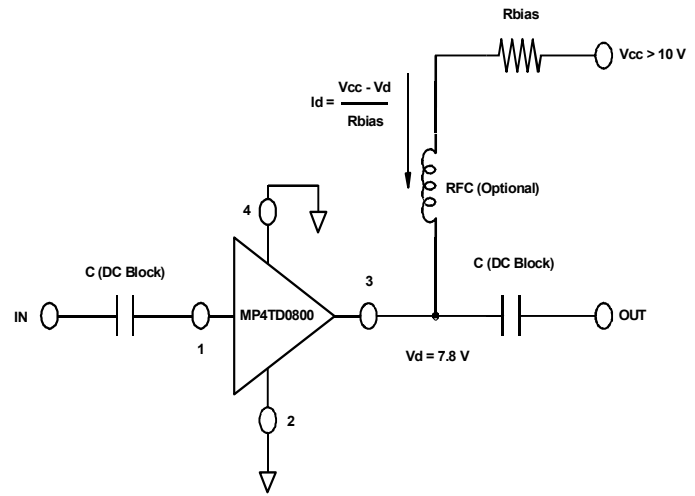 Rbias
Vcc > 10 V
Id = Vcc - Vd
Rbias
RFC (Optional)
4
C (DC Block)
3
C (DC Block)
IN
MP4TD0800
OUT
1
Vd = 7.8 V
2